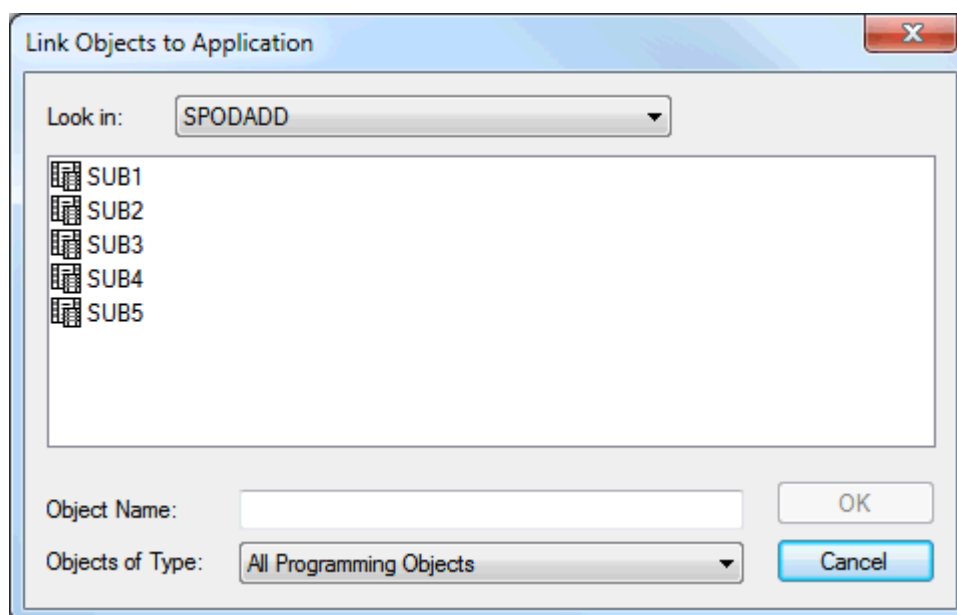 Link Objects to Application
Look in: SPODADD
SUB1
SUB2
SUB3
SUB4
SUB5
Object Name: OK
Objects of Type: All Programming Objects Cancel